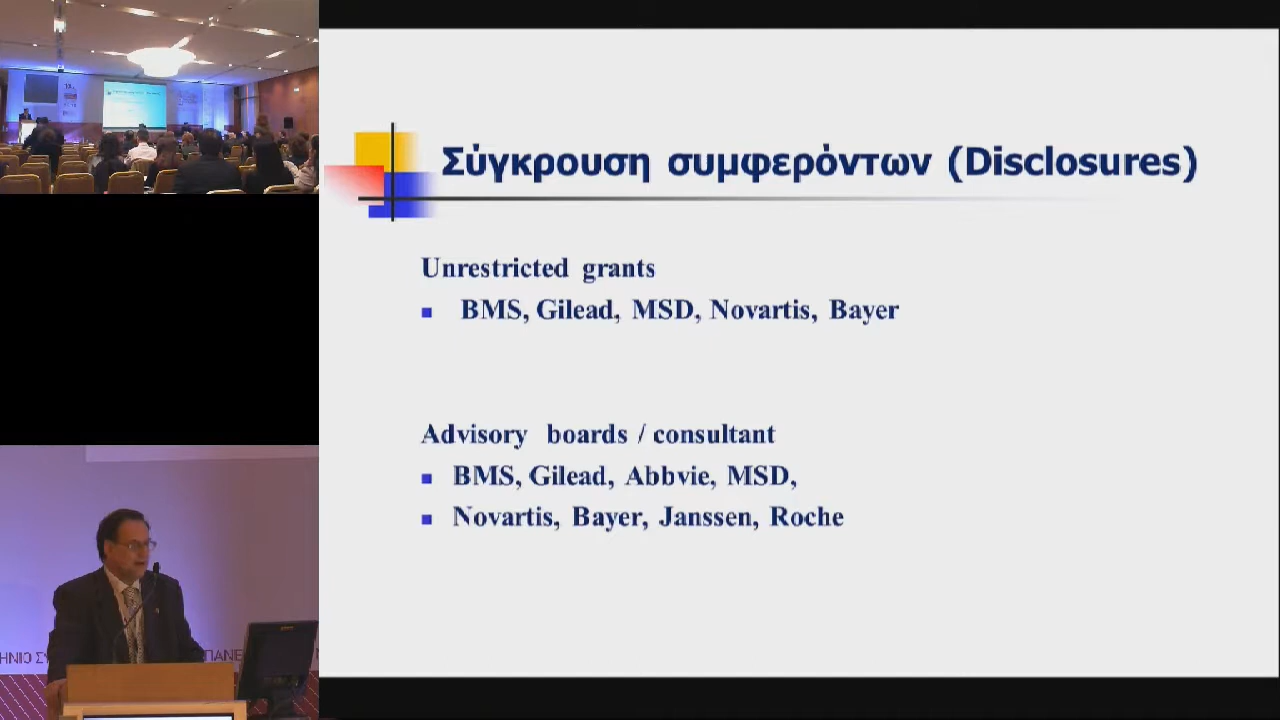 Σύγκρουση συμφερόντων (Disclosures)
Unrestricted grants
BMS, Gilead, MSD, Novartis, Bayer
Advisory boards / consultant
BMS, Gilead, Abbvie, MSD,
Novartis, Bayer, Janssen, Roche